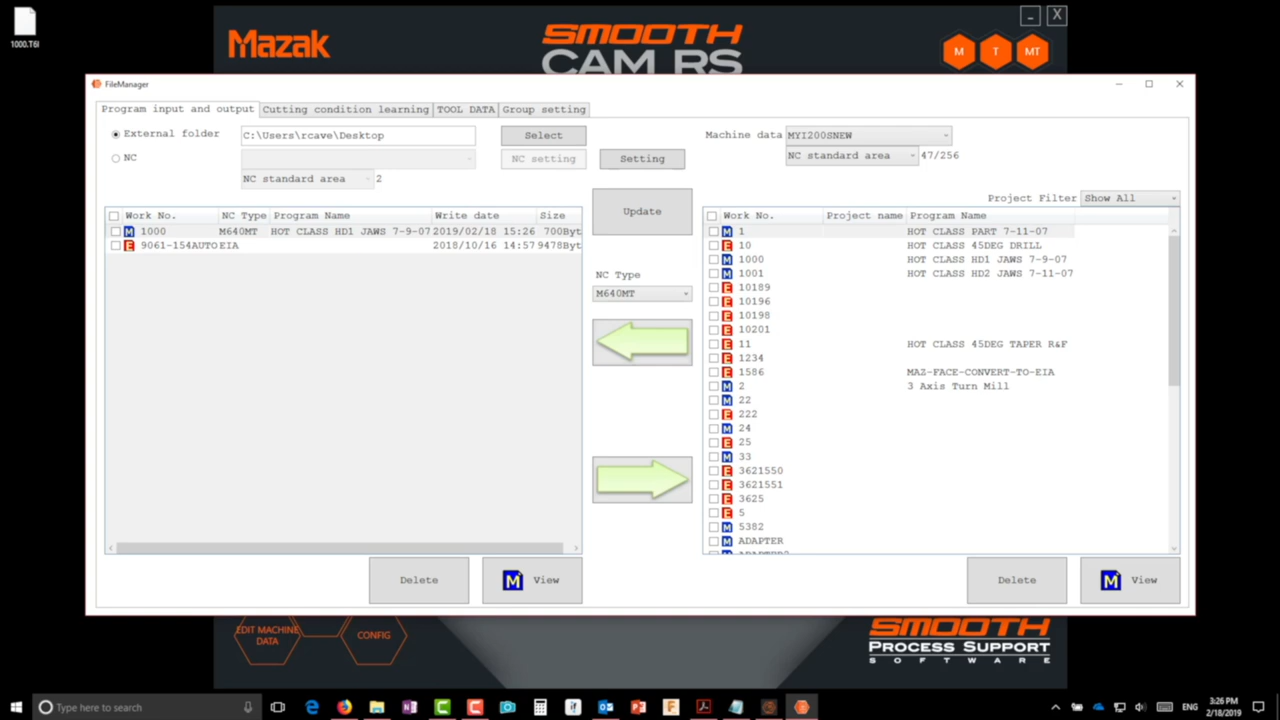 1000.T6I
Mazak
SMOOTH
CAM RS
_ X
M T MT
FileManager
Program input and output Cutting condition learning TOOL DATA Group setting
External folder C:\Users\rcave\Desktop Select
NC NC setting Setting
NC standard area 2
Machine data MYI200SNEW
NC standard area 47/256
Project Filter Show All
Work No. NC Type Program Name Write date Size
M 1000 M640MT HOT CLASS HD1 JAWS 7-9-07 2019/02/18 15:26 700Byt
E 9061-154AUTO EIA 2018/10/16 14:57 9478Byt
Update
NC Type
M640MT
Work No. Project name Program Name
M 1 HOT CLASS PART 7-11-07
E 10 HOT CLASS 45DEG DRILL
M 1000 HOT CLASS HD1 JAWS 7-9-07
M 1001 HOT CLASS HD2 JAWS 7-11-07
E 10189
E 10196
E 10198
E 10201
E 11 HOT CLASS 45DEG TAPER R&F
E 1234
E 1586 MAZ-FACE-CONVERT-TO-EIA
M 2 3 Axis Turn Mill
M 22
E 222
M 24
E 25
M 33
E 3621550
E 3621551
E 3625
E 5
M 5382
M ADAPTER
M ADAPTER2
Delete M View
Delete M View
EDIT MACHINE
DATA
CONFIG
SMOOTH
PROCESS SUPPORT
SOFTWARE
Type here to search
ENG
3:26 PM
2/18/2019